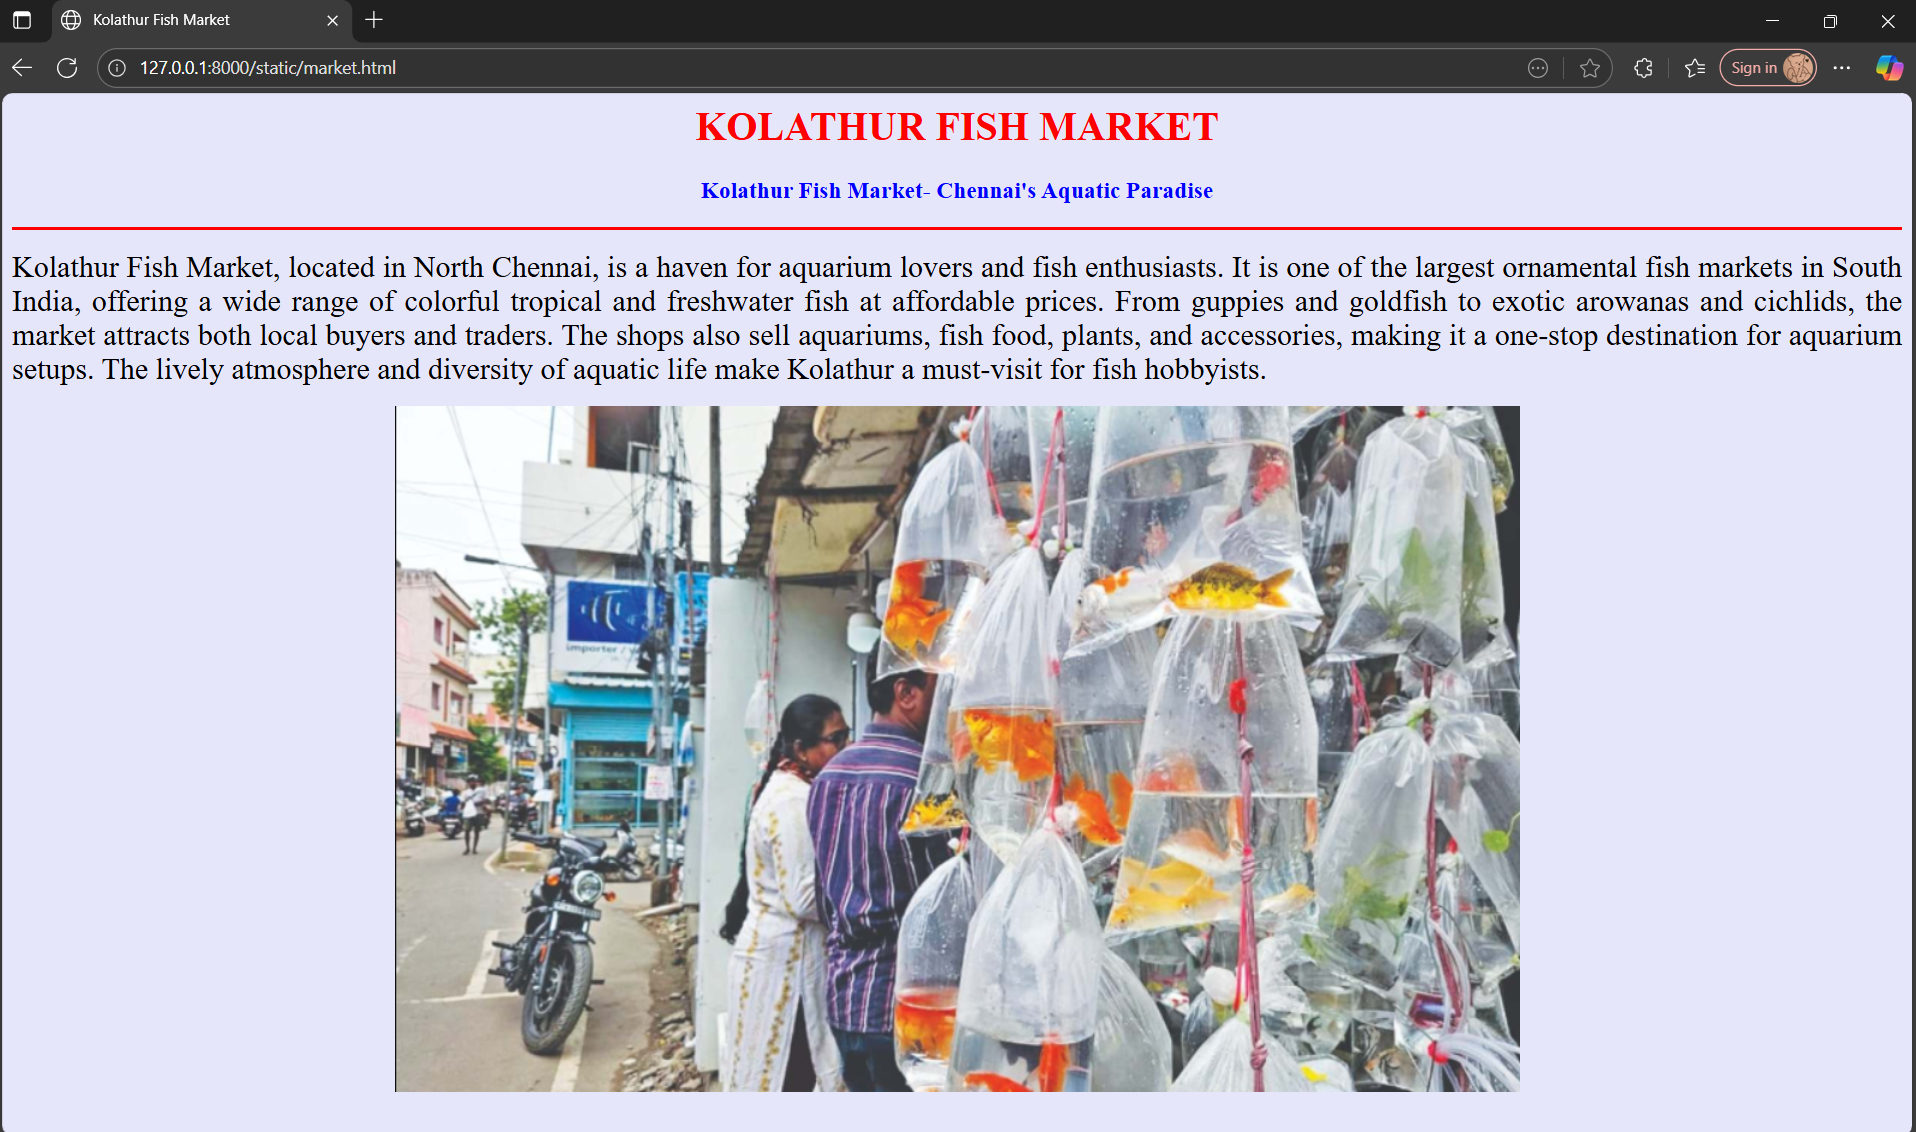 Kolathur Fish Market
127.0.0.1:8000/static/market.html
Sign in
KOLATHUR FISH MARKET
Kolathur Fish Market- Chennai's Aquatic Paradise
Kolathur Fish Market, located in North Chennai, is a haven for aquarium lovers and fish enthusiasts. It is one of the largest ornamental fish markets in South
India, offering a wide range of colorful tropical and freshwater fish at affordable prices. From guppies and goldfish to exotic arowanas and cichlids, the
market attracts both local buyers and traders. The shops also sell aquariums, fish food, plants, and accessories, making it a one-stop destination for aquarium
setups. The lively atmosphere and diversity of aquatic life make Kolathur a must-visit for fish hobbyists.
importer /